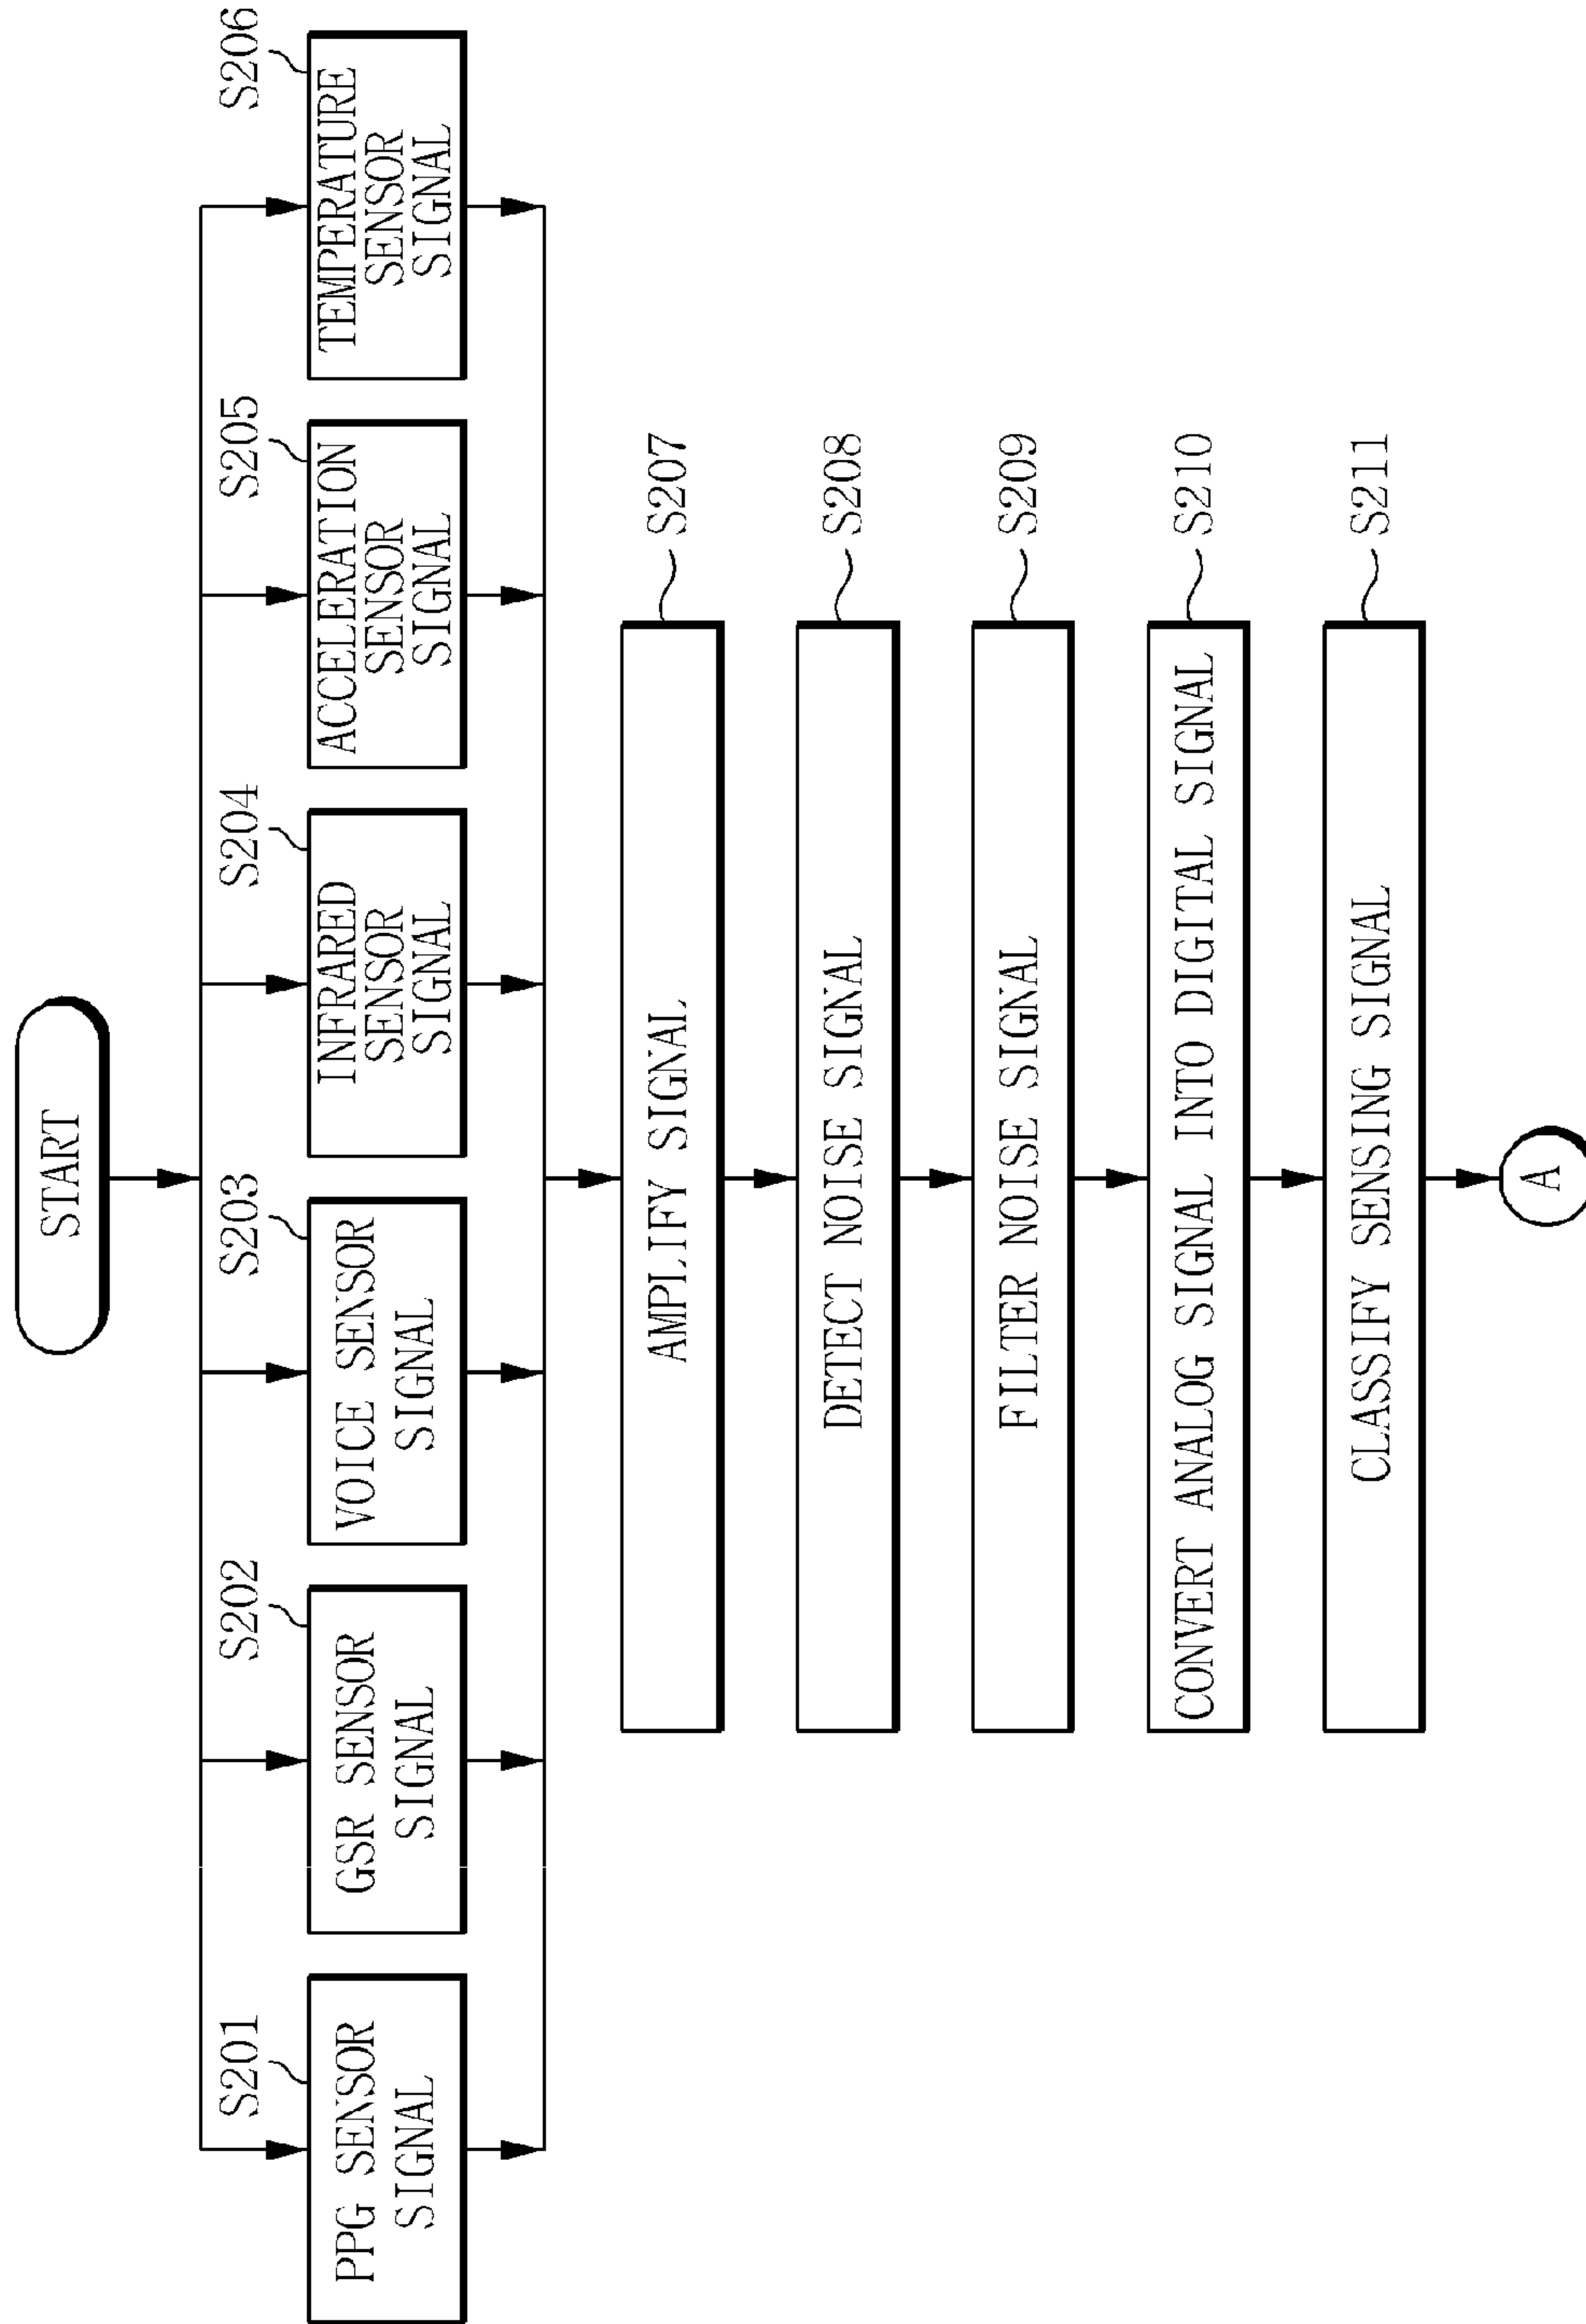 START
S201
PPG SENSOR
SIGNAL
S202
GSR SENSOR
SIGNAL
S203
VOICE SENSOR
SIGNAL
S204
INFRARED
SENSOR
SIGNAL
S205
ACCELERATION
SENSOR
SIGNAL
S206
TEMPERATURE
SENSOR
SIGNAL
AMPLIFY SIGNAL
S207
DETECT NOISE SIGNAL
S208
FILTER NOISE SIGNAL
S209
CONVERT ANALOG SIGNAL INTO DIGITAL SIGNAL
S210
CLASSIFY SENSING SIGNAL
S211
A